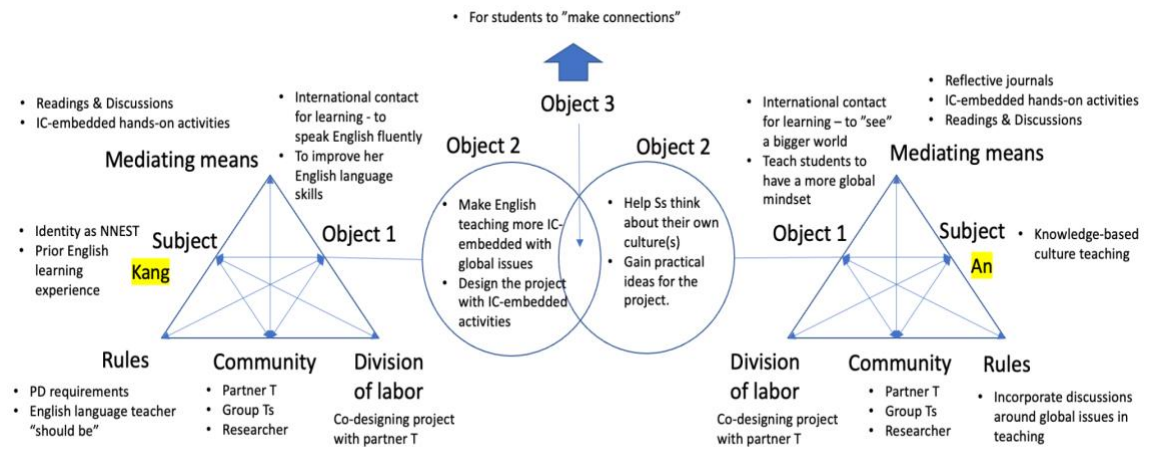 • For students to "make connections"
Object 3
• Readings & Discussions
• IC-embedded hands-on activities
Mediating means
• International contact
for learning - to
speak English fluently
• To improve her
English language
skills
• Identity as NNEST
• Prior English
learning
experience
Subject
Kang
Object 1
Rules
• PD requirements
• English language teacher
"should be"
Community
• Partner T
• Group Ts
• Researcher
Division
of labor
Co-designing project
with partner T
Object 2
• Make English
teaching more IC-
embedded with
global issues
• Design the project
with IC-embedded
activities
Object 2
• Help Ss think
about their own
culture(s)
• Gain practical
ideas for the
project.
• International contact
for learning – to "see"
a bigger world
• Teach students to
have a more global
mindset
• Reflective journals
• IC-embedded hands-on activities
• Readings & Discussions
Mediating means
Object 1
Subject
An
• Knowledge-based
culture teaching
Division
of labor
Co-designing project
with partner T
Community
• Partner T
• Group Ts
• Researcher
Rules
• Incorporate discussions
around global issues in
teaching